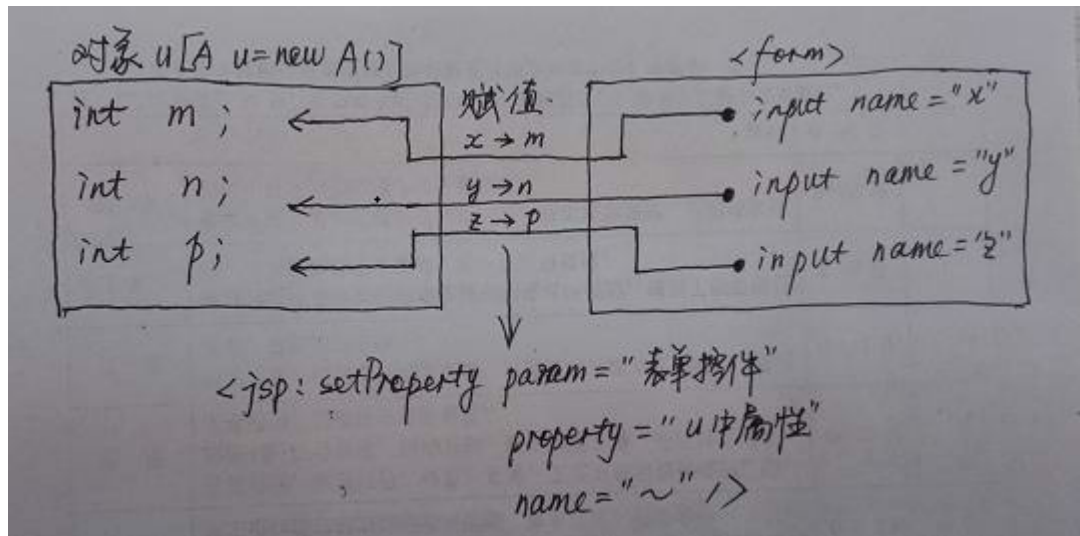 对象 u[A u=new A()]
<form>
int m;
赋值
x→m
input name="x"
int n;
y→n
input name="y"
int p;
z→p
input name="z"
<jsp: setProperty param="表单控件"
property="u中属性"
name="~" />